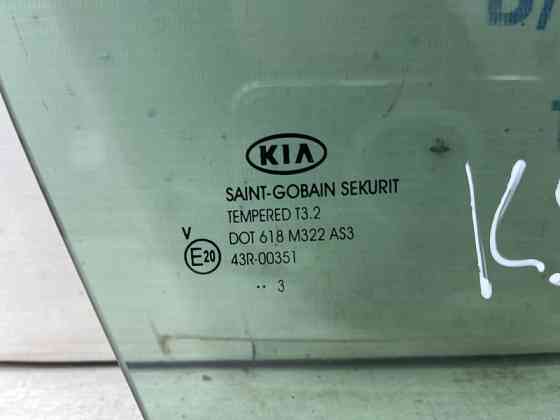 KIA
SAINT-GOBAIN SEKURIT
TEMPERED T3.2
V
DOT 618 M322 AS3
E20
43R-00351
.. 3